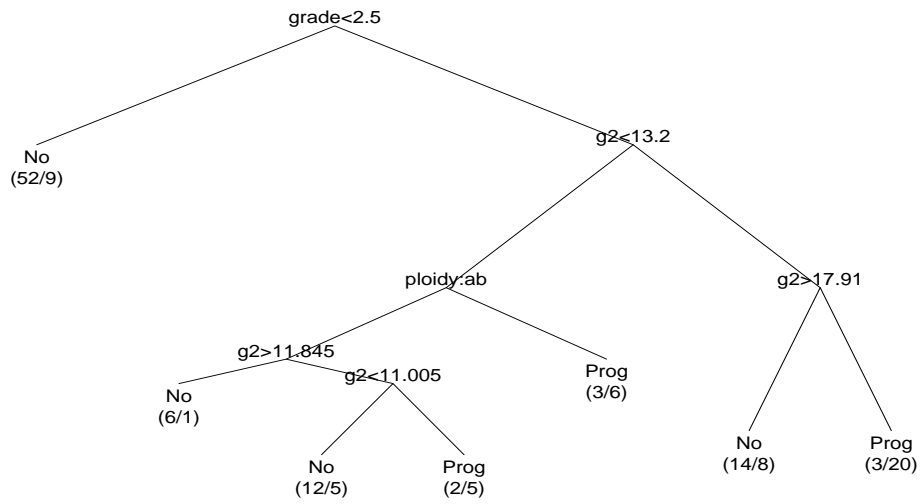 grade<2.5
No
(52/9)
g2<13.2
ploidy:ab
g2>17.91
g2>11.845
g2<11.005
No
(6/1)
Prog
(3/6)
No
(12/5)
Prog
(2/5)
No
(14/8)
Prog
(3/20)